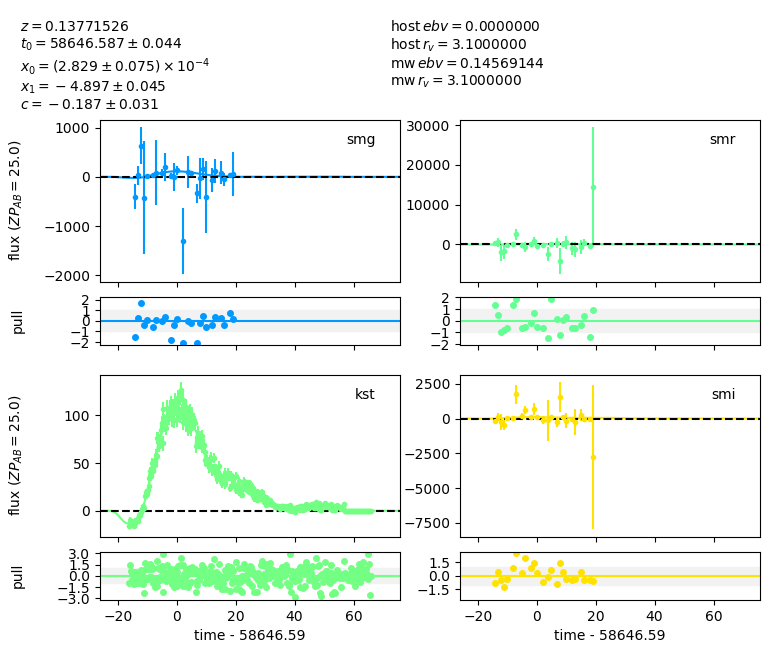 z = 0.13771526
t₀ = 58646.587 ± 0.044
x₀ = (2.829 ± 0.075) × 10⁻⁴
x₁ = −4.897 ± 0.045
c = −0.187 ± 0.031
host ebv = 0.0000000
host r_v = 3.1000000
mw ebv = 0.14569144
mw r_v = 3.1000000
flux (ZP_AB = 25.0)
1000
0
−1000
−2000
smg
30000
20000
10000
0
smr
pull
2
1
0
−1
−2
2
1
0
−1
−2
flux (ZP_AB = 25.0)
100
50
0
kst
2500
0
−2500
−5000
−7500
smi
pull
3.0
1.5
0.0
−1.5
−3.0
1.5
0.0
−1.5
−20 0 20 40 60
time - 58646.59
−20 0 20 40 60
time - 58646.59